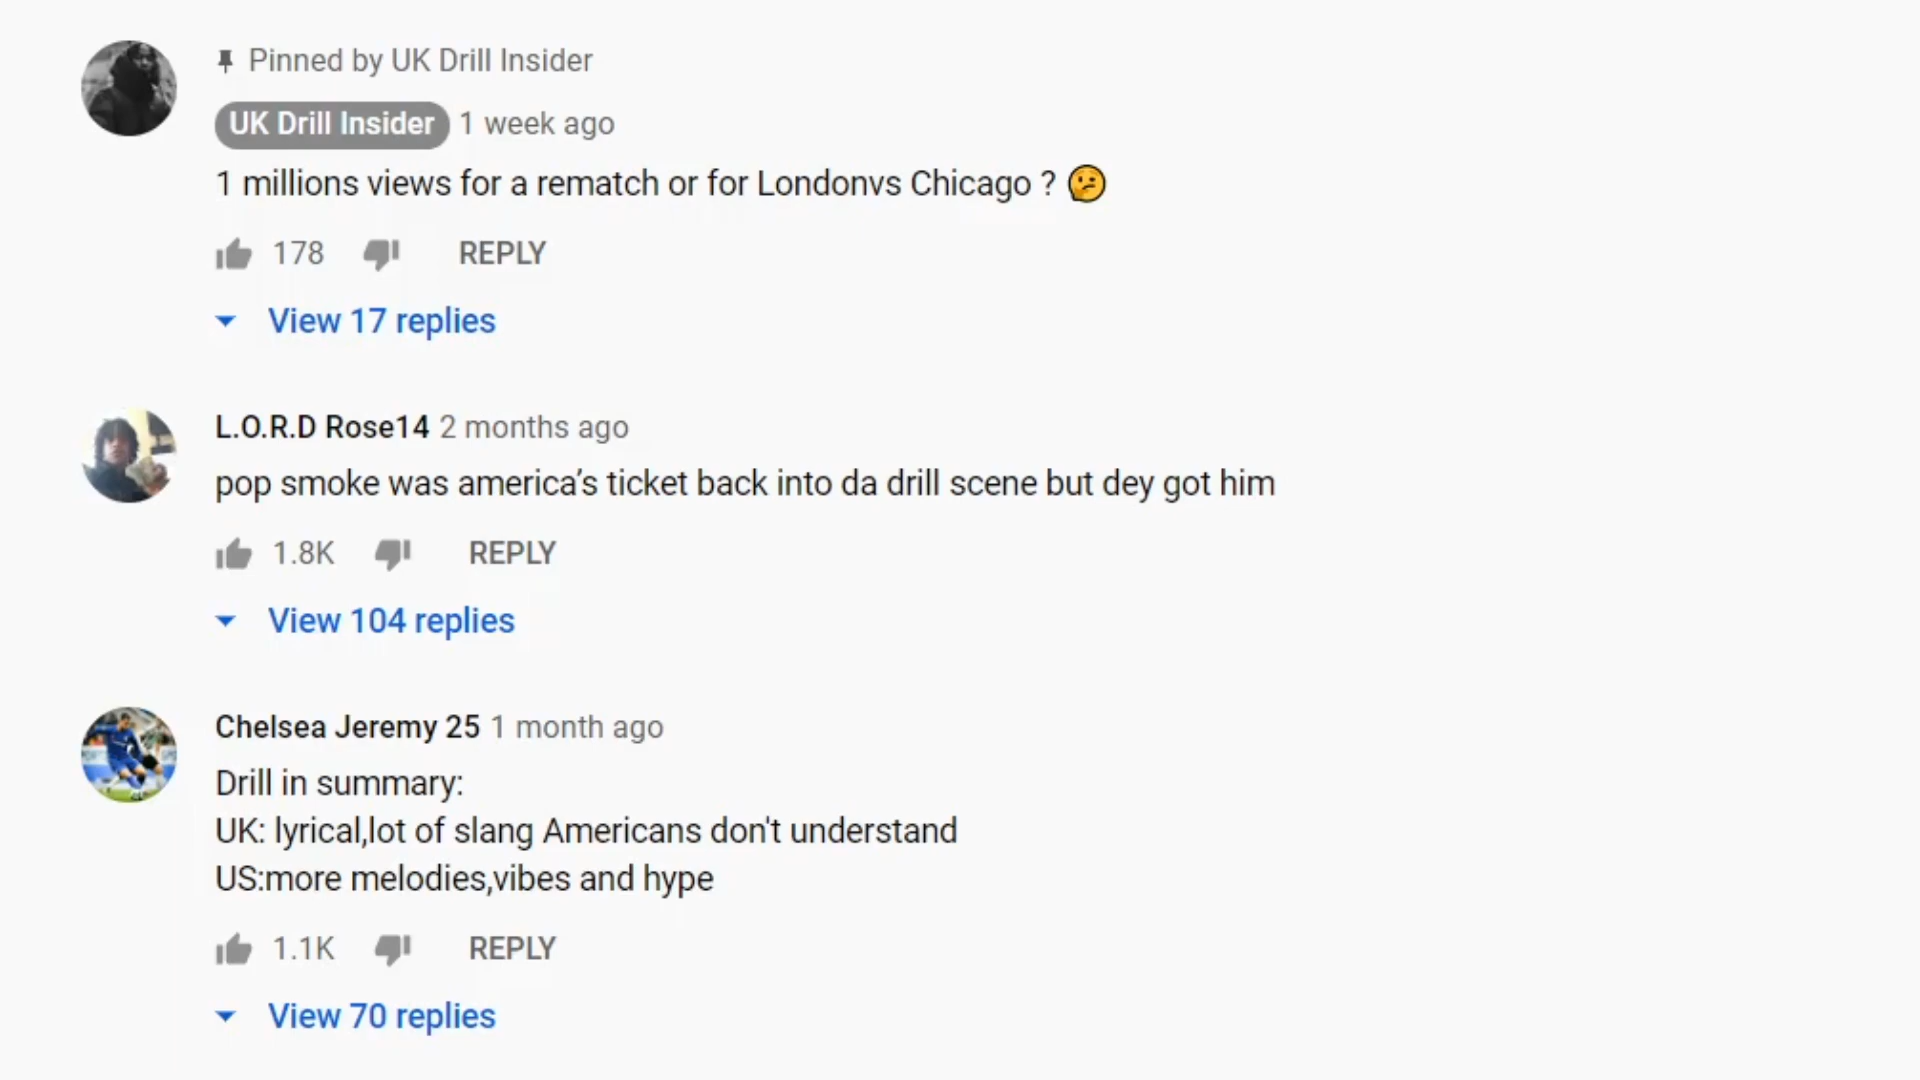 Pinned by UK Drill Insider
UK Drill Insider 1 week ago
1 millions views for a rematch or for Londonvs Chicago ? 🤔
178 REPLY
View 17 replies
L.O.R.D Rose14 2 months ago
pop smoke was america’s ticket back into da drill scene but dey got him
1.8K REPLY
View 104 replies
Chelsea Jeremy 25 1 month ago
Drill in summary:
UK: lyrical,lot of slang Americans don't understand
US:more melodies,vibes and hype
1.1K REPLY
View 70 replies